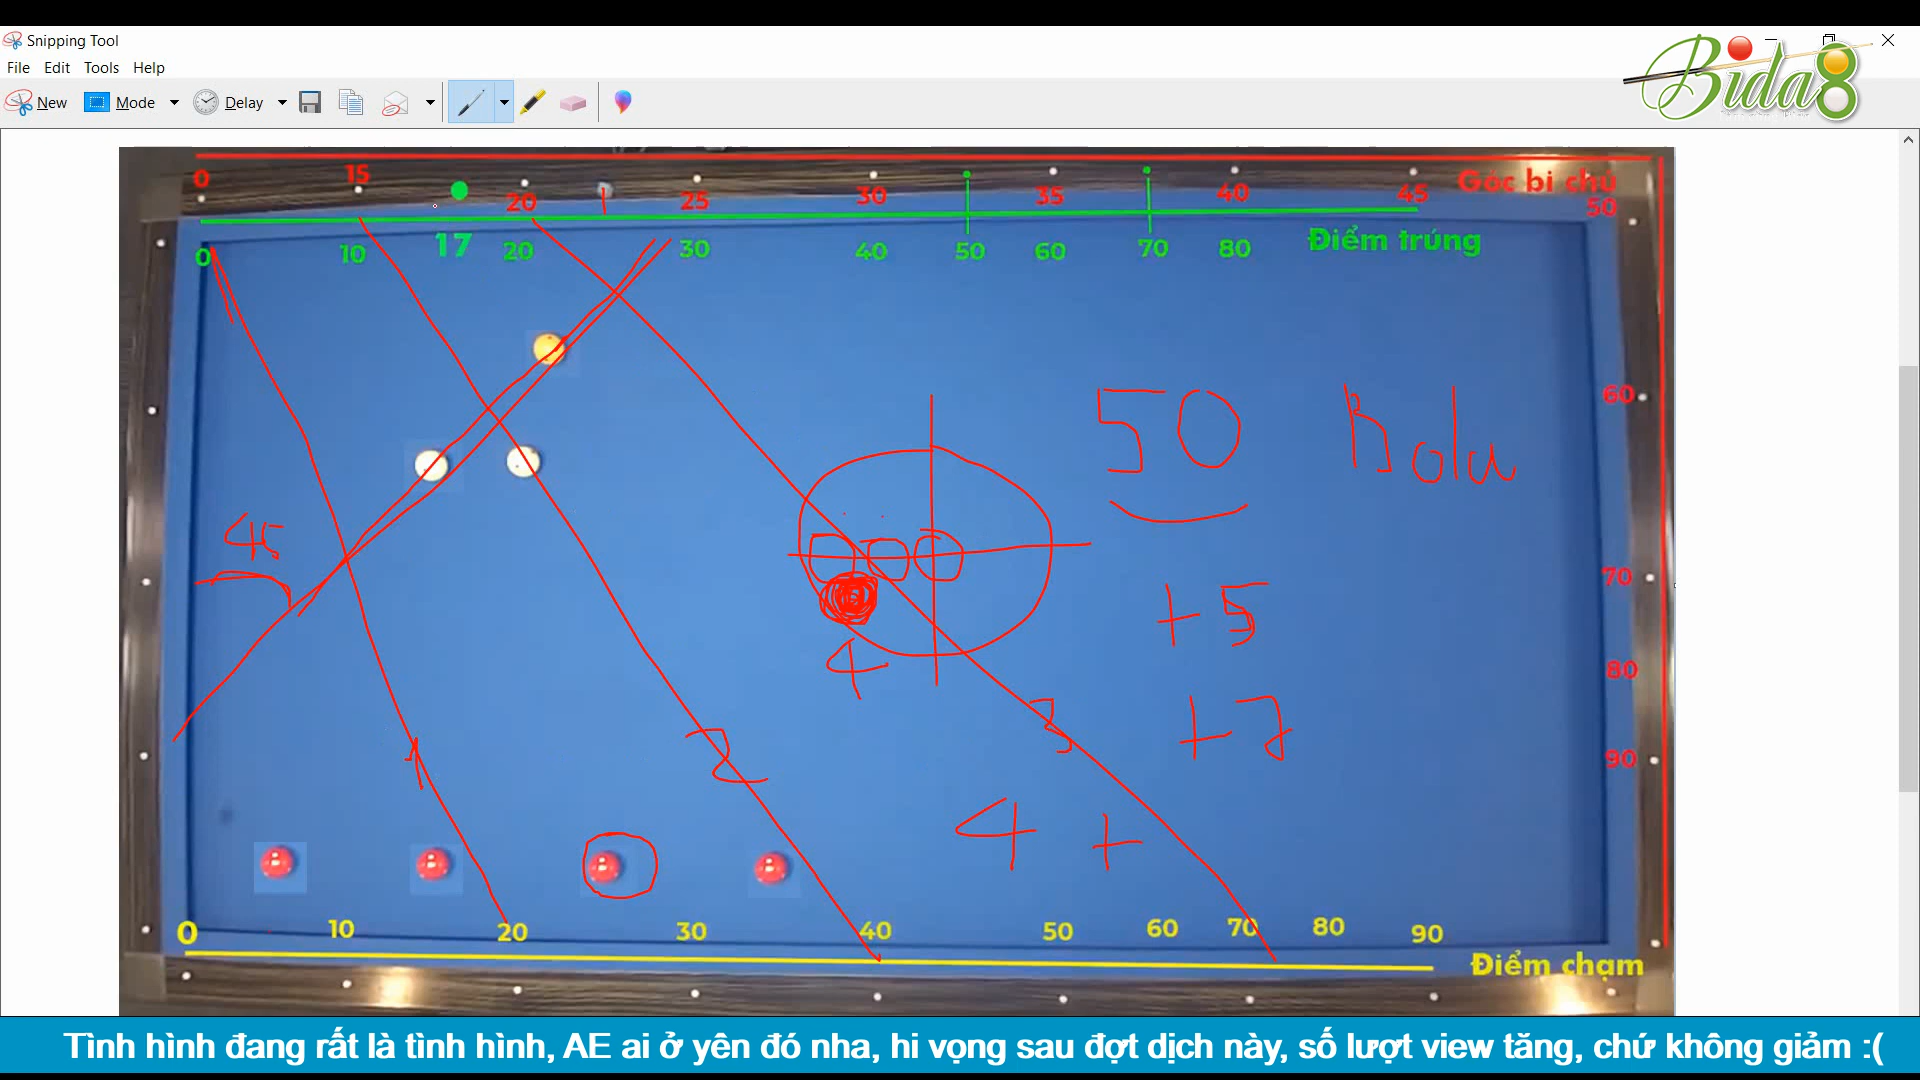 Snipping Tool
File Edit Tools Help
New Mode Delay
Bida8
0 15 20 25 30 35 40 45 Góc bi chủ
50
0 10 17 20 30 40 50 60 70 80 Điểm trúng
60
50
45
70
+5
80
4
3
+7
90
1
2
4 +
0 10 20 30 40 50 60 70 80 90
Điểm chạm
Tình hình đang rất là tình hình, AE ai ở yên đó nha, hi vọng sau đợt dịch này, số lượt view tăng, chứ không giảm :(